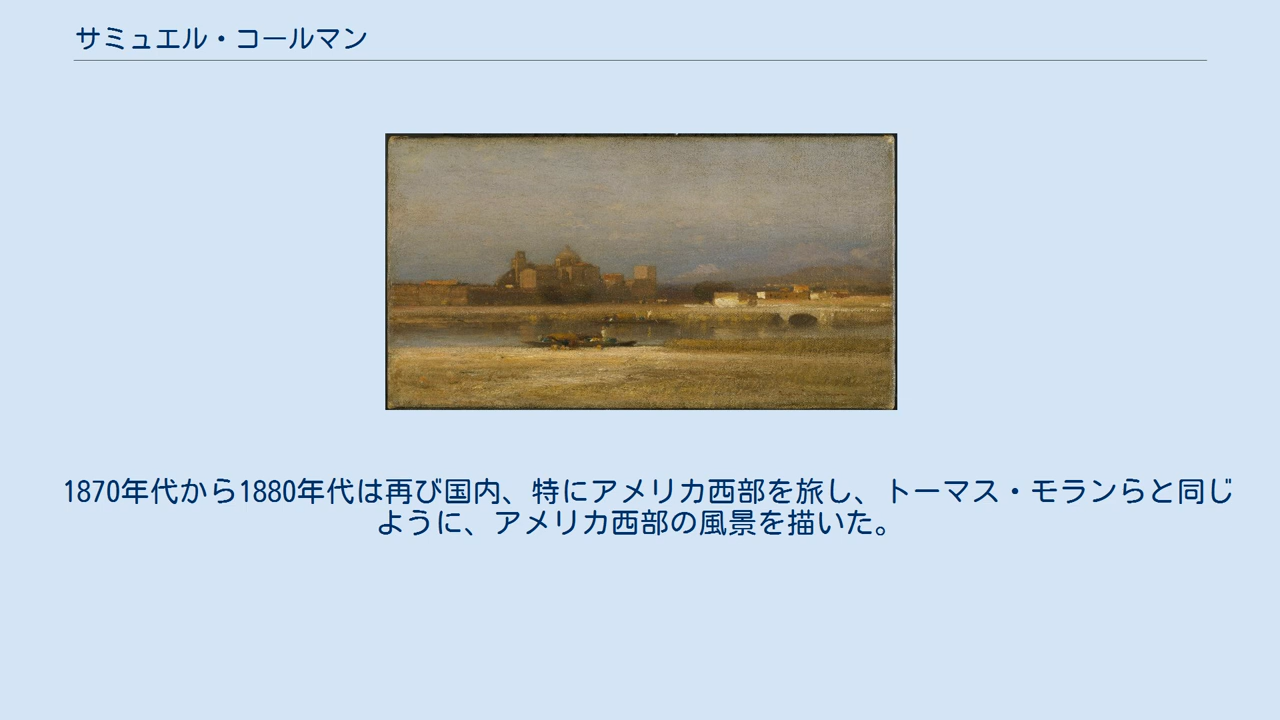 サミュエル・コールマン
1870年代から1880年代は再び国内、特にアメリカ西部を旅し、トーマス・モランらと同じ
ように、アメリカ西部の風景を描いた。